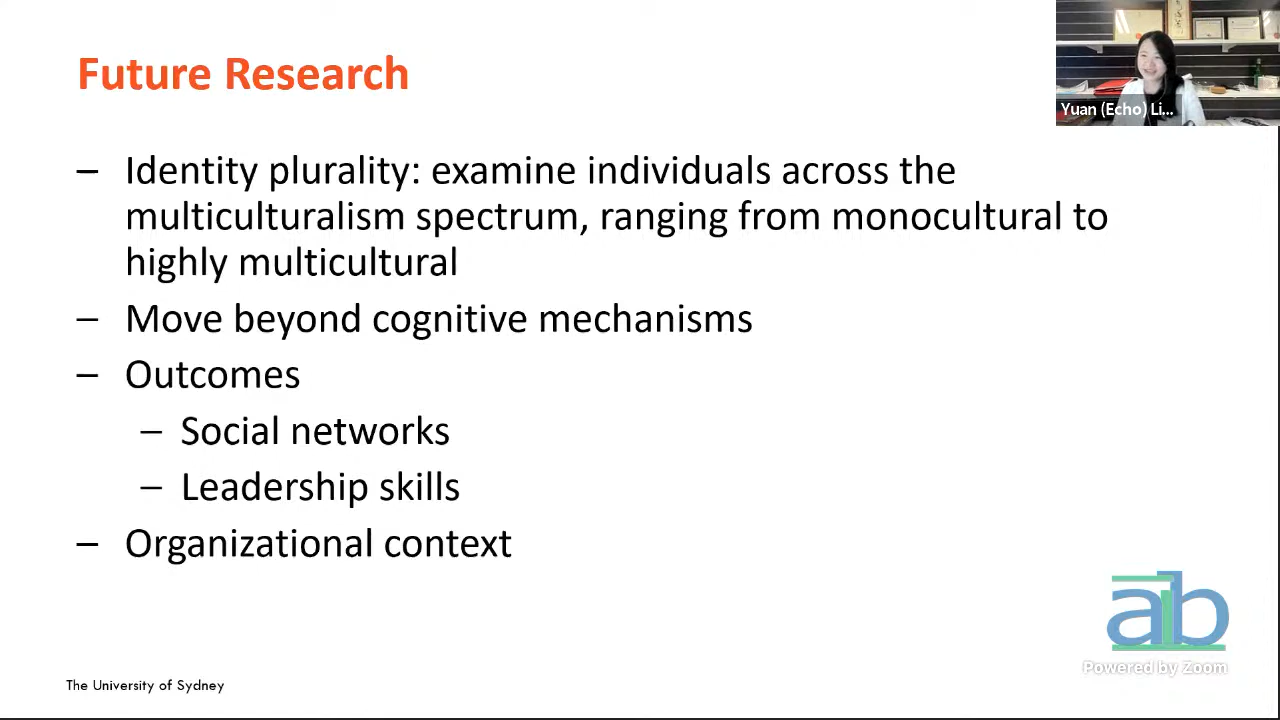 Future Research
Yuan (Echo) Li...
– Identity plurality: examine individuals across the
multiculturalism spectrum, ranging from monocultural to
highly multicultural
– Move beyond cognitive mechanisms
– Outcomes
– Social networks
– Leadership skills
– Organizational context
aib
Powered by Zoom
The University of Sydney